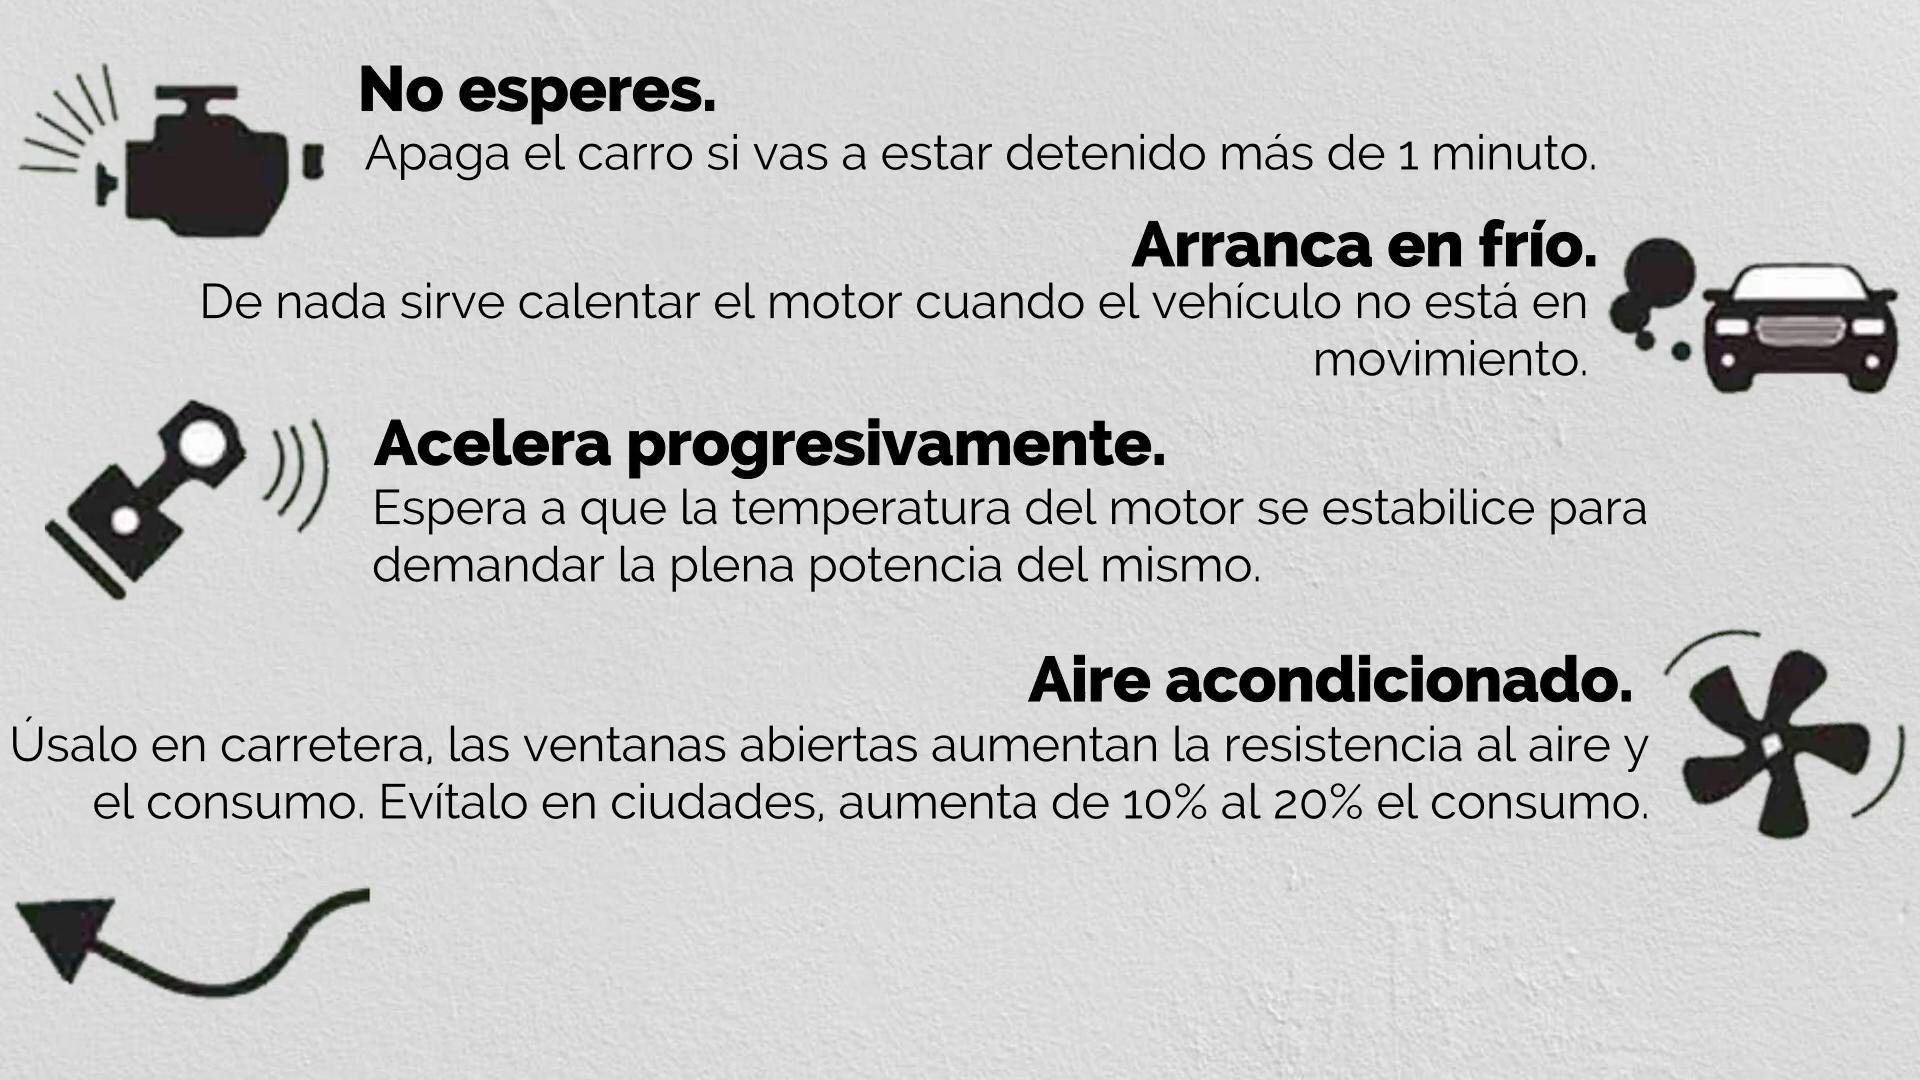 No esperes.
Apaga el carro si vas a estar detenido más de 1 minuto.
Arranca en frío.
De nada sirve calentar el motor cuando el vehículo no está en
movimiento.
Acelera progresivamente.
Espera a que la temperatura del motor se estabilice para
demandar la plena potencia del mismo.
Aire acondicionado.
Úsalo en carretera, las ventanas abiertas aumentan la resistencia al aire y
el consumo. Evítalo en ciudades, aumenta de 10% al 20% el consumo.